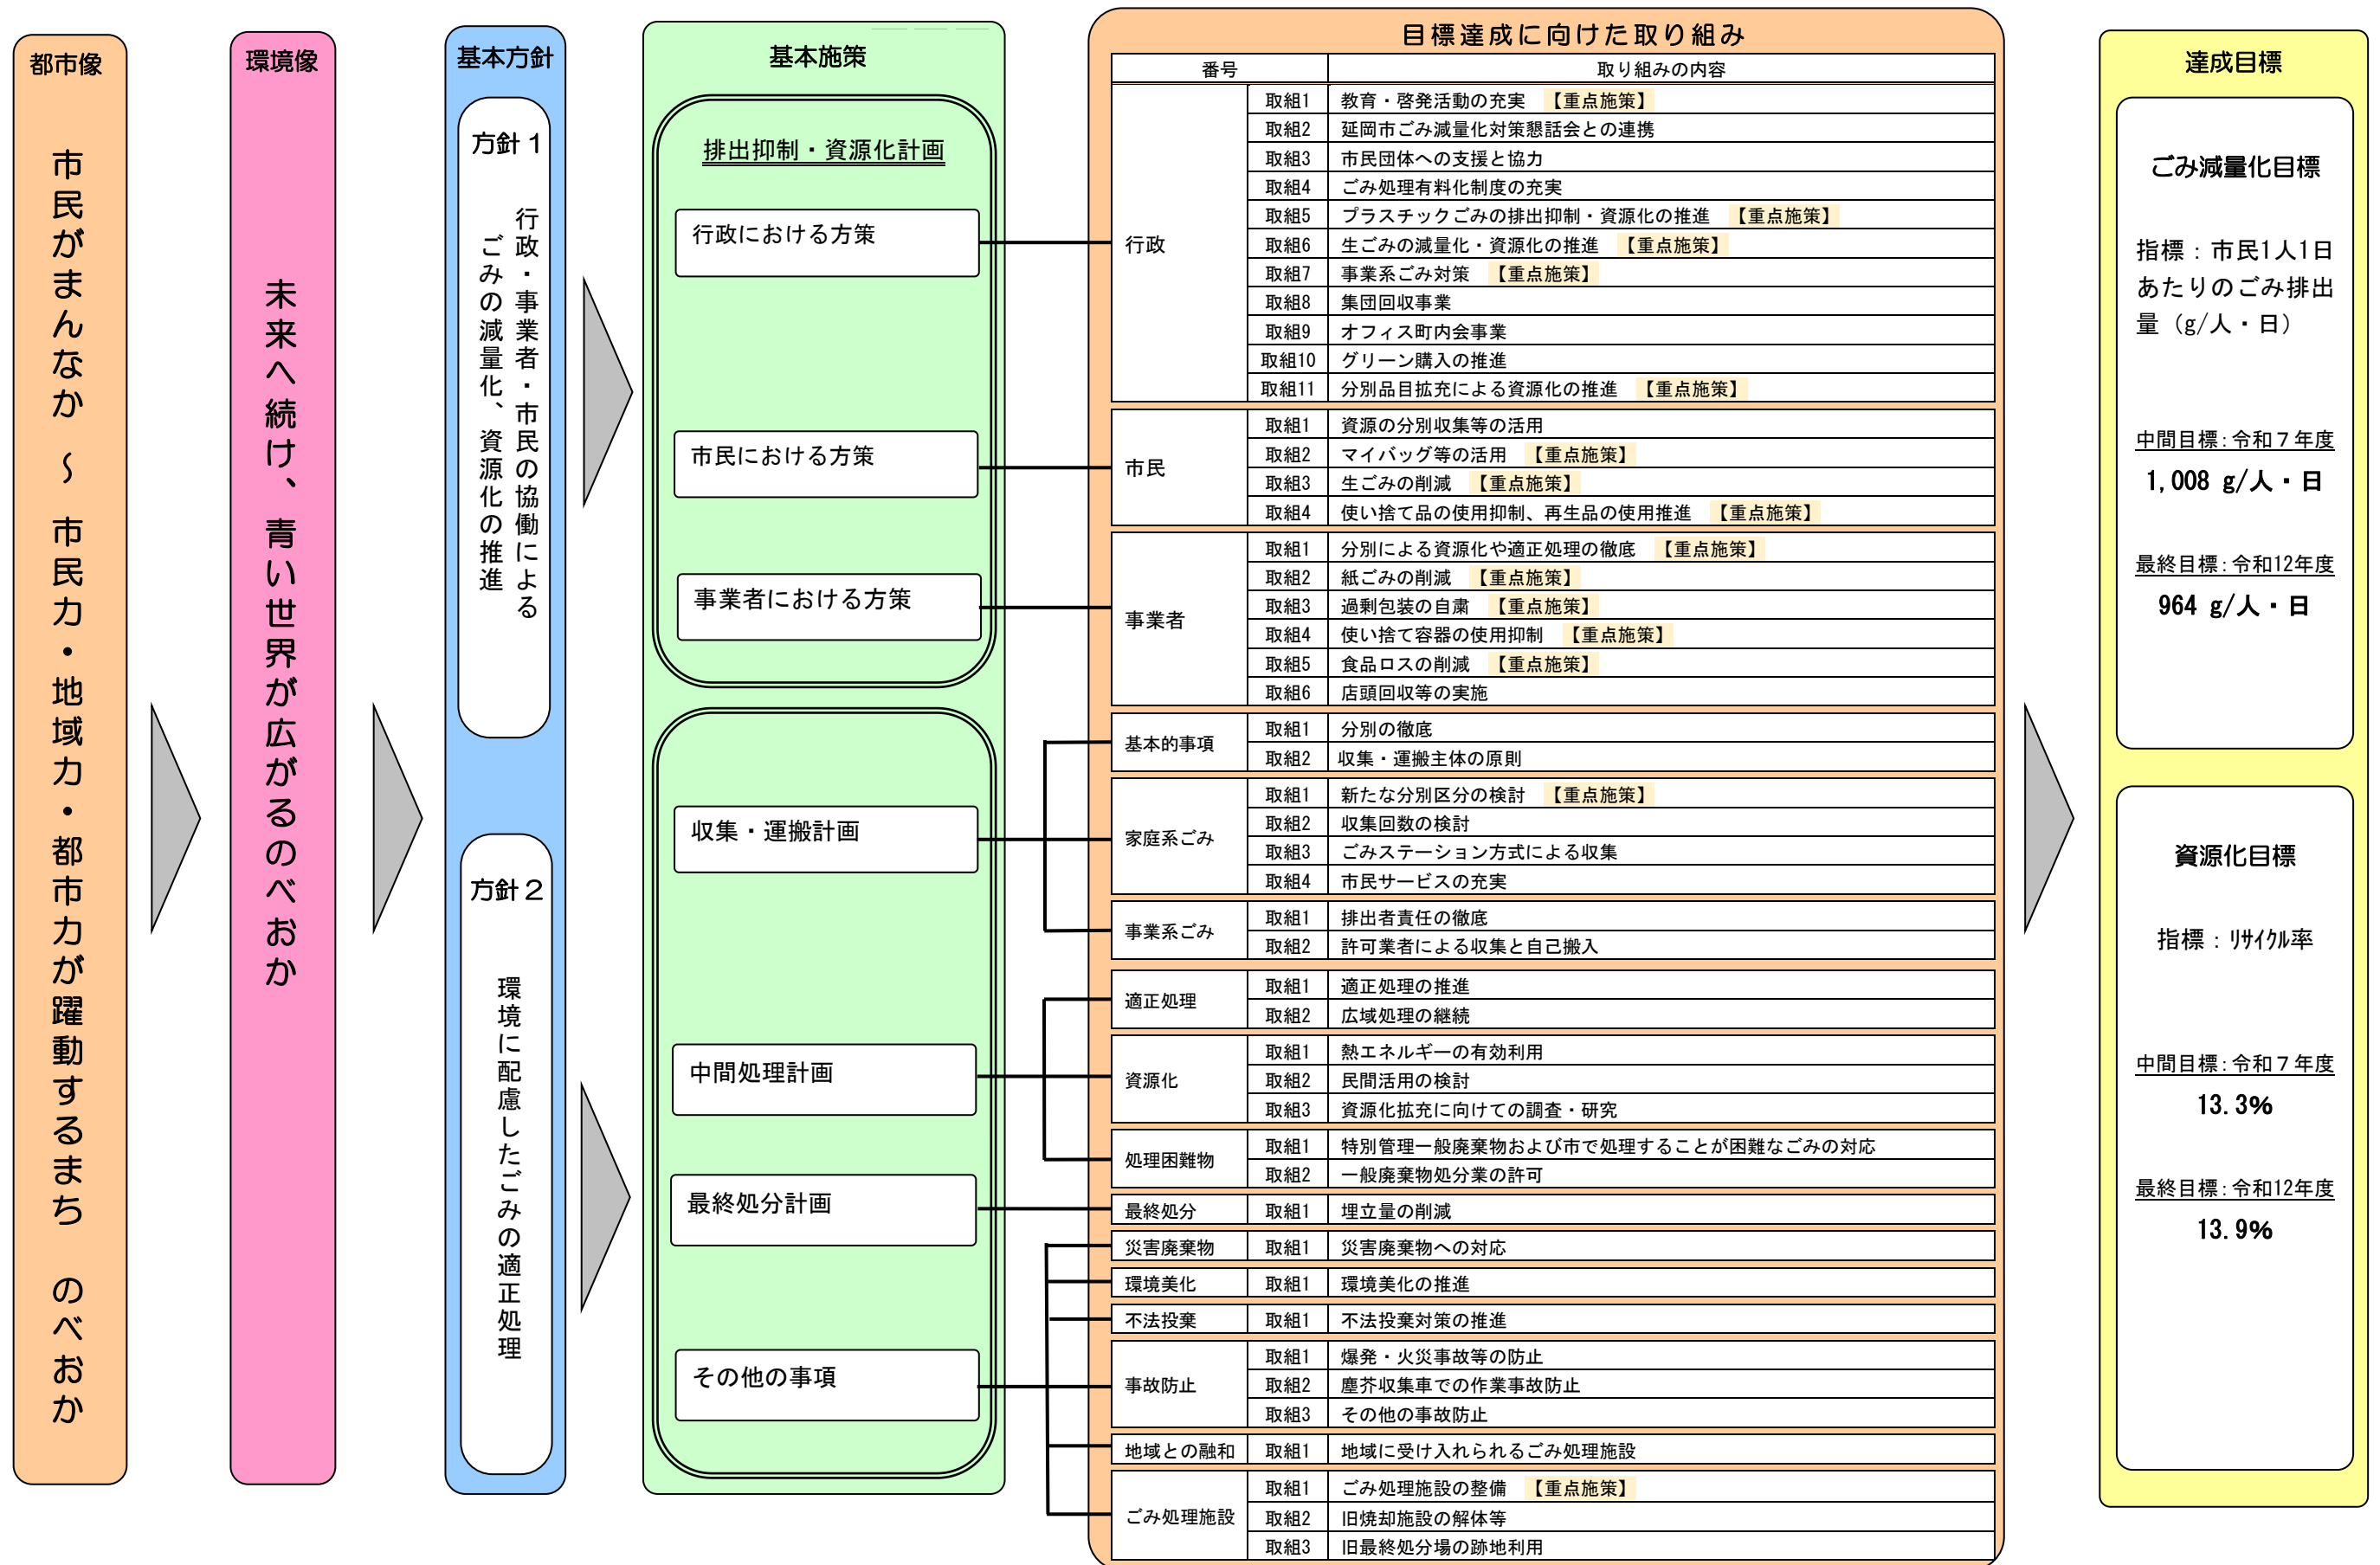 都市像
市民がまんなか ～ 市民力・地域力・都市力が躍動するまち のべおか
環境像
未来へ続け、青い世界が広がるのべおか
基本方針
方針１
行政・事業者・市民の協働による
ごみの減量化、資源化の推進
方針２
環境に配慮したごみの適正処理
基本施策
排出抑制・資源化計画
行政における方策
市民における方策
事業者における方策
収集・運搬計画
中間処理計画
最終処分計画
その他の事項
目標達成に向けた取り組み
番号 取り組みの内容
行政
取組1 教育・啓発活動の充実 【重点施策】
取組2 延岡市ごみ減量化対策懇話会との連携
取組3 市民団体への支援と協力
取組4 ごみ処理有料化制度の充実
取組5 プラスチックごみの排出抑制・資源化の推進 【重点施策】
取組6 生ごみの減量化・資源化の推進 【重点施策】
取組7 事業系ごみ対策 【重点施策】
取組8 集団回収事業
取組9 オフィス町内会事業
取組10 グリーン購入の推進
取組11 分別品目拡充による資源化の推進 【重点施策】
市民
取組1 資源の分別収集等の活用
取組2 マイバッグ等の活用 【重点施策】
取組3 生ごみの削減 【重点施策】
取組4 使い捨て品の使用抑制、再生品の使用推進 【重点施策】
事業者
取組1 分別による資源化や適正処理の徹底 【重点施策】
取組2 紙ごみの削減 【重点施策】
取組3 過剰包装の自粛 【重点施策】
取組4 使い捨て容器の使用抑制 【重点施策】
取組5 食品ロスの削減 【重点施策】
取組6 店頭回収等の実施
基本的事項
取組1 分別の徹底
取組2 収集・運搬主体の原則
家庭系ごみ
取組1 新たな分別区分の検討 【重点施策】
取組2 収集回数の検討
取組3 ごみステーション方式による収集
取組4 市民サービスの充実
事業系ごみ
取組1 排出者責任の徹底
取組2 許可業者による収集と自己搬入
適正処理
取組1 適正処理の推進
取組2 広域処理の継続
資源化
取組1 熱エネルギーの有効利用
取組2 民間活用の検討
取組3 資源化拡充に向けての調査・研究
処理困難物
取組1 特別管理一般廃棄物および市で処理することが困難なごみの対応
取組2 一般廃棄物処分業の許可
最終処分 取組1 埋立量の削減
災害廃棄物 取組1 災害廃棄物への対応
環境美化 取組1 環境美化の推進
不法投棄 取組1 不法投棄対策の推進
事故防止
取組1 爆発・火災事故等の防止
取組2 塵芥収集車での作業事故防止
取組3 その他の事故防止
地域との融和 取組1 地域に受け入れられるごみ処理施設
ごみ処理施設
取組1 ごみ処理施設の整備 【重点施策】
取組2 旧焼却施設の解体等
取組3 旧最終処分場の跡地利用
達成目標
ごみ減量化目標
指標：市民1人1日
あたりのごみ排出
量（g/人・日）
中間目標：令和７年度
1,008 g/人・日
最終目標：令和12年度
964 g/人・日
資源化目標
指標：ﾘｻｲｸﾙ率
中間目標：令和７年度
13.3%
最終目標：令和12年度
13.9%